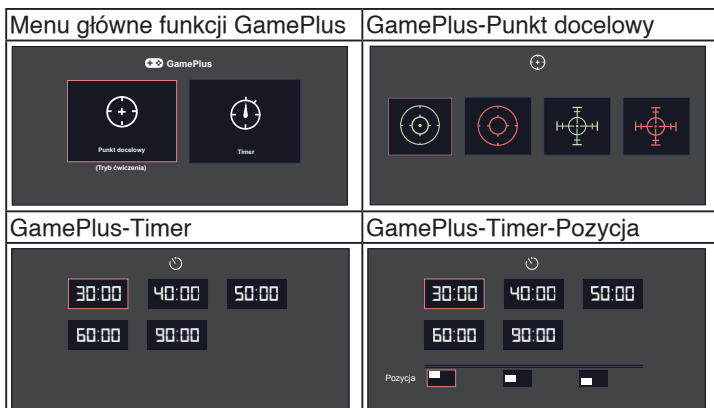 Menu główne funkcji GamePlus
GamePlus-Punkt docelowy
GamePlus
Punkt docelowy
(Tryb ćwiczenia)
Timer
GamePlus-Timer
GamePlus-Timer-Pozycja
30:00 40:00 50:00
60:00 90:00
30:00 40:00 50:00
60:00 90:00
Pozycja